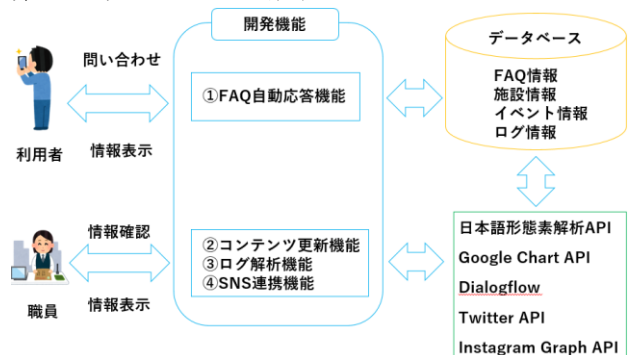 開発機能
問い合わせ
①FAQ自動応答機能
利用者
情報表示
データベース
FAQ情報
施設情報
イベント情報
ログ情報
情報確認
②コンテンツ更新機能
③ログ解析機能
④SNS連携機能
職員
情報表示
日本語形態素解析API
Google Chart API
Dialogflow
Twitter API
Instagram Graph API